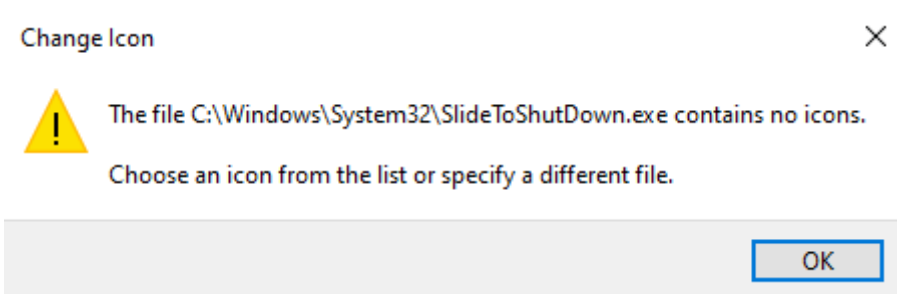 Change Icon
The file C:\Windows\System32\SlideToShutDown.exe contains no icons.
Choose an icon from the list or specify a different file.
OK